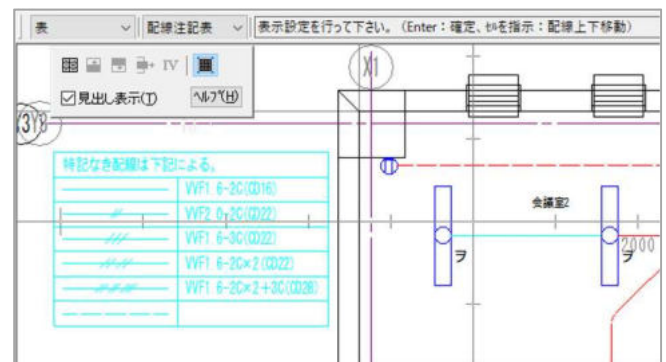 表 配線注記表 表示設定を行って下さい。(Enter:確定、ｾﾙを指示:配線上下移動)
IV
見出し表示(T) ﾍﾙﾌﾟ(H)
X1
Y8
特記なき配線は下記による。
VVF1.6-2C(CD16)
VVF2.0-2C(CD22)
VVF1.6-3C(CD22)
VVF1.6-2C×2(CD22)
VVF1.6-2C×2+3C(CD28)
会議室2
ヲ ヲ 2000